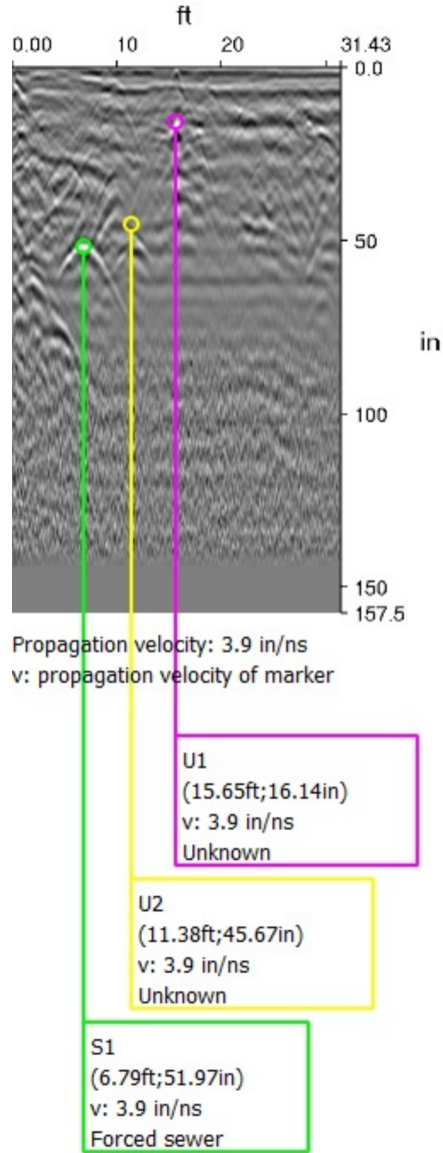 ft
0.00 10 20 31.43
0.0
50
in
100
150
157.5
Propagation velocity: 3.9 in/ns
v: propagation velocity of marker
U1
(15.65ft;16.14in)
v: 3.9 in/ns
Unknown
U2
(11.38ft;45.67in)
v: 3.9 in/ns
Unknown
S1
(6.79ft;51.97in)
v: 3.9 in/ns
Forced sewer